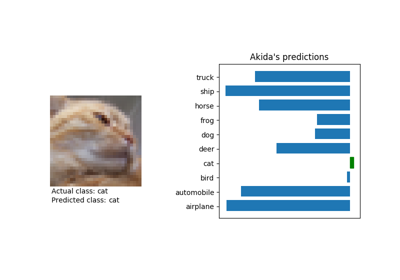 Akida's predictions
truck
ship
horse
frog
dog
deer
cat
bird
automobile
airplane
Actual class: cat
Predicted class: cat